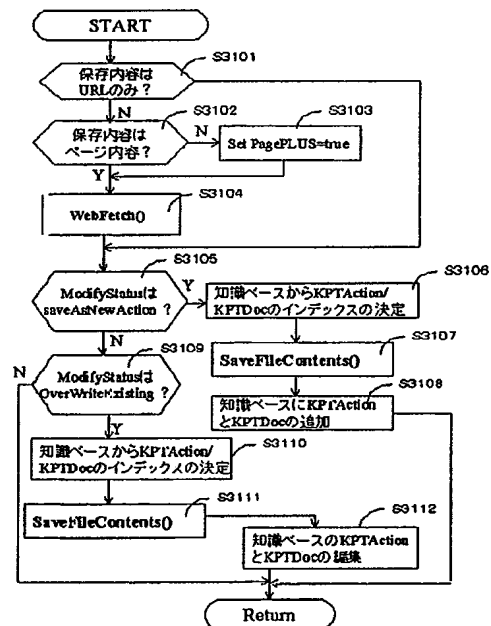 START
S3101
保存内容は
URLのみ?
N
S3102
保存内容は
ページ内容?
N
S3103
Set PagePLUS=true
Y
S3104
WebFetch()
S3105
ModifyStatusは
saveAsNewAction ?
Y
S3106
知識ベースからKPTAction/
KPTDocのインデックスの決定
S3107
SaveFileContents()
S3108
知識ベースにKPTAction
とKPTDocの追加
N
S3109
N
ModifyStatusは
OverWriteExisting ?
Y
S3110
知識ベースからKPTAction/
KPTDocのインデックスの決定
S3111
SaveFileContents()
S3112
知識ベースのKPTAction
とKPTDocの編集
Return